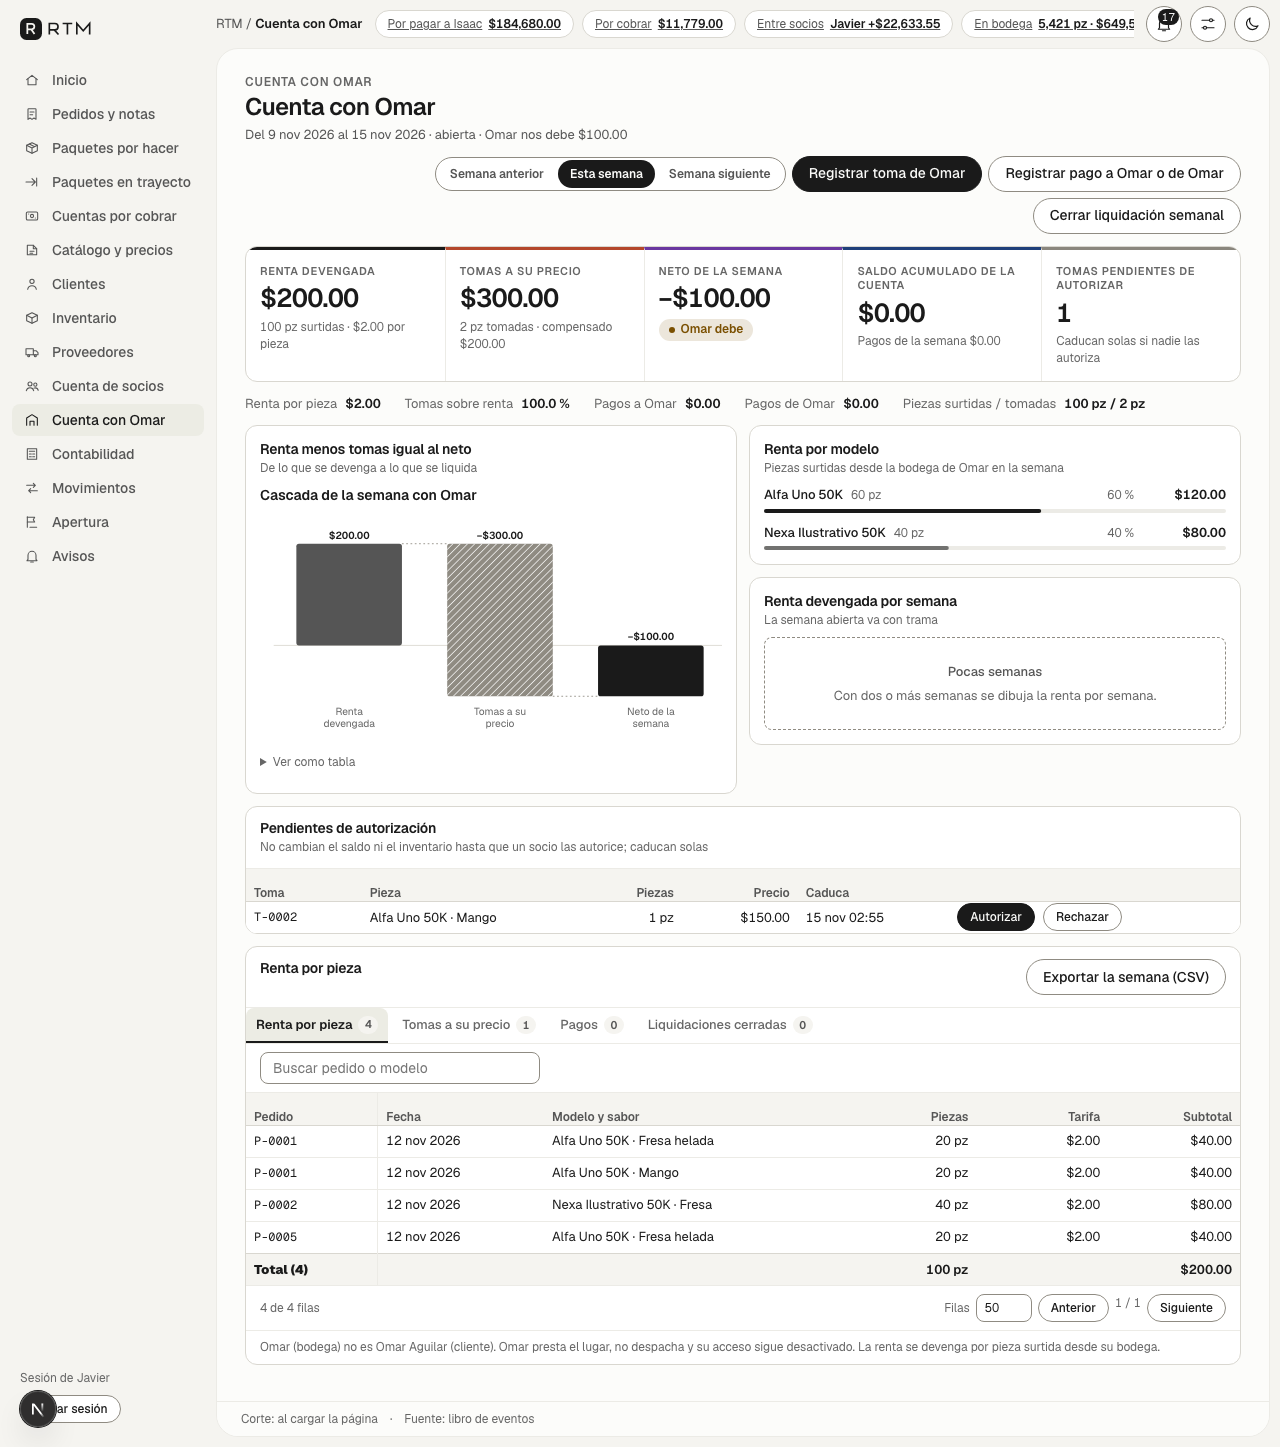 R RTM
RTM / Cuenta con Omar
Por pagar a Isaac $184,680.00
Por cobrar $11,779.00
Entre socios Javier +$22,633.55
En bodega 5,421 pz · $649,5
17
Inicio
Pedidos y notas
Paquetes por hacer
Paquetes en trayecto
Cuentas por cobrar
Catálogo y precios
Clientes
Inventario
Proveedores
Cuenta de socios
Cuenta con Omar
Contabilidad
Movimientos
Apertura
Avisos
Sesión de Javier
N
ar sesión
CUENTA CON OMAR
Cuenta con Omar
Del 9 nov 2026 al 15 nov 2026 · abierta · Omar nos debe $100.00
Semana anterior Esta semana Semana siguiente
Registrar toma de Omar
Registrar pago a Omar o de Omar
Cerrar liquidación semanal
RENTA DEVENGADA
$200.00
100 pz surtidas · $2.00 por
pieza
TOMAS A SU PRECIO
$300.00
2 pz tomadas · compensado
$200.00
NETO DE LA SEMANA
–$100.00
Omar debe
SALDO ACUMULADO DE LA
CUENTA
$0.00
Pagos de la semana $0.00
TOMAS PENDIENTES DE
AUTORIZAR
1
Caducan solas si nadie las
autoriza
Renta por pieza $2.00 Tomas sobre renta 100.0 % Pagos a Omar $0.00 Pagos de Omar $0.00 Piezas surtidas / tomadas 100 pz / 2 pz
Renta menos tomas igual al neto
De lo que se devenga a lo que se liquida
Cascada de la semana con Omar
$200.00
–$300.00
–$100.00
Renta
devengada
Tomas a su
precio
Neto de la
semana
▶ Ver como tabla
Renta por modelo
Piezas surtidas desde la bodega de Omar en la semana
Alfa Uno 50K 60 pz 60 % $120.00
Nexa Ilustrativo 50K 40 pz 40 % $80.00
Renta devengada por semana
La semana abierta va con trama
Pocas semanas
Con dos o más semanas se dibuja la renta por semana.
Pendientes de autorización
No cambian el saldo ni el inventario hasta que un socio las autorice; caducan solas
Toma Pieza Piezas Precio Caduca
T-0002 Alfa Uno 50K · Mango 1 pz $150.00 15 nov 02:55 Autorizar Rechazar
Renta por pieza
Exportar la semana (CSV)
Renta por pieza 4 Tomas a su precio 1 Pagos 0 Liquidaciones cerradas 0
Buscar pedido o modelo
Pedido Fecha Modelo y sabor Piezas Tarifa Subtotal
P-0001 12 nov 2026 Alfa Uno 50K · Fresa helada 20 pz $2.00 $40.00
P-0001 12 nov 2026 Alfa Uno 50K · Mango 20 pz $2.00 $40.00
P-0002 12 nov 2026 Nexa Ilustrativo 50K · Fresa 40 pz $2.00 $80.00
P-0005 12 nov 2026 Alfa Uno 50K · Fresa helada 20 pz $2.00 $40.00
Total (4) 100 pz $200.00
4 de 4 filas
Filas 50 Anterior 1 / 1 Siguiente
Omar (bodega) no es Omar Aguilar (cliente). Omar presta el lugar, no despacha y su acceso sigue desactivado. La renta se devenga por pieza surtida desde su bodega.
Corte: al cargar la página · Fuente: libro de eventos